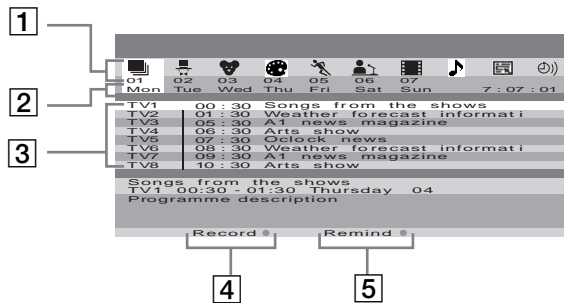 1
01 02 03 04 05 06 07
2
Mon Tue Wed Thu Fri Sat Sun 7 : 07 : 01
TV1 00 : 30 Songs from the shows
TV2 01 : 30 Weather forecast informati
3
TV3 05 : 30 A1 news magazine
TV4 06 : 30 Arts show
TV5 07 : 30 Oclock news
TV6 08 : 30 Weather forecast informati
TV7 09 : 30 A1 news magazine
TV8 10 : 30 Arts show
Songs from the shows
TV1 00:30 - 01:30 Thursday 04
Programme description
Record Remind
4 5